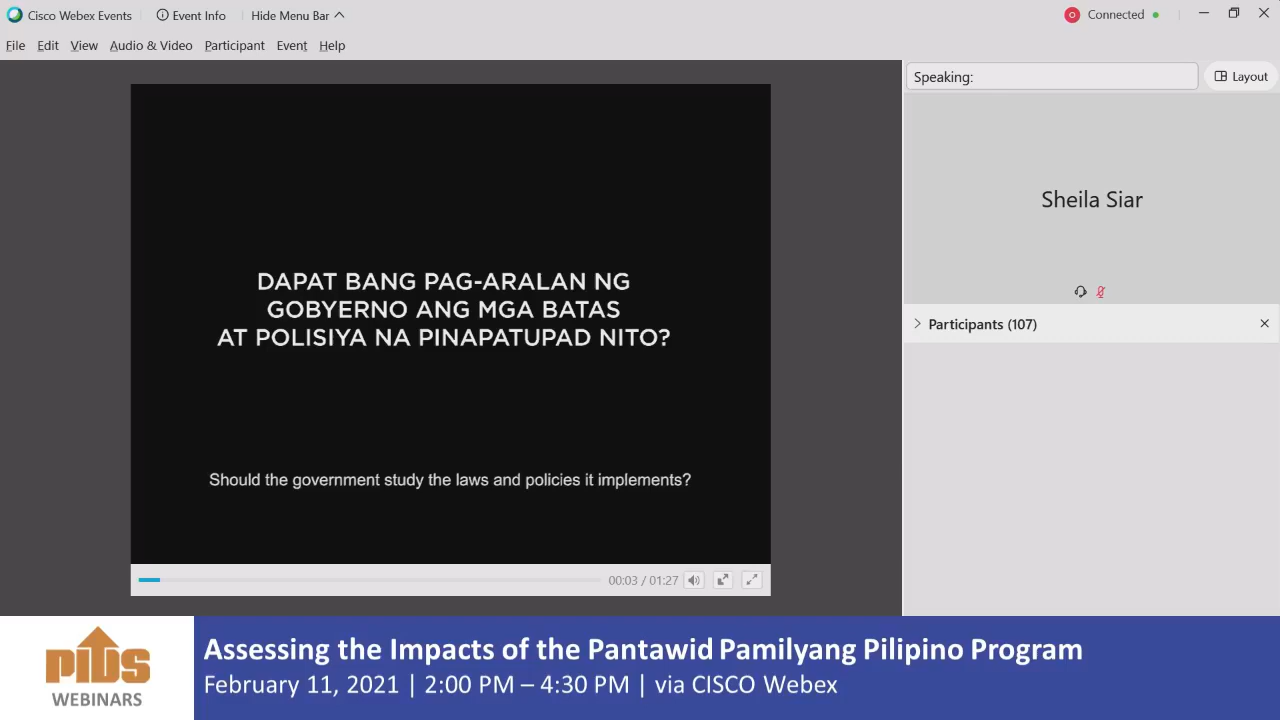 Cisco Webex Events
Event Info
Hide Menu Bar
Connected
File Edit View Audio & Video Participant Event Help
Speaking:
Layout
Sheila Siar
Participants (107)
DAPAT BANG PAG-ARALAN NG
GOBYERNO ANG MGA BATAS
AT POLISIYA NA PINAPATUPAD NITO?
Should the government study the laws and policies it implements?
00:03 / 01:27
PIDS
WEBINARS
Assessing the Impacts of the Pantawid Pamilyang Pilipino Program
February 11, 2021 | 2:00 PM – 4:30 PM | via CISCO Webex